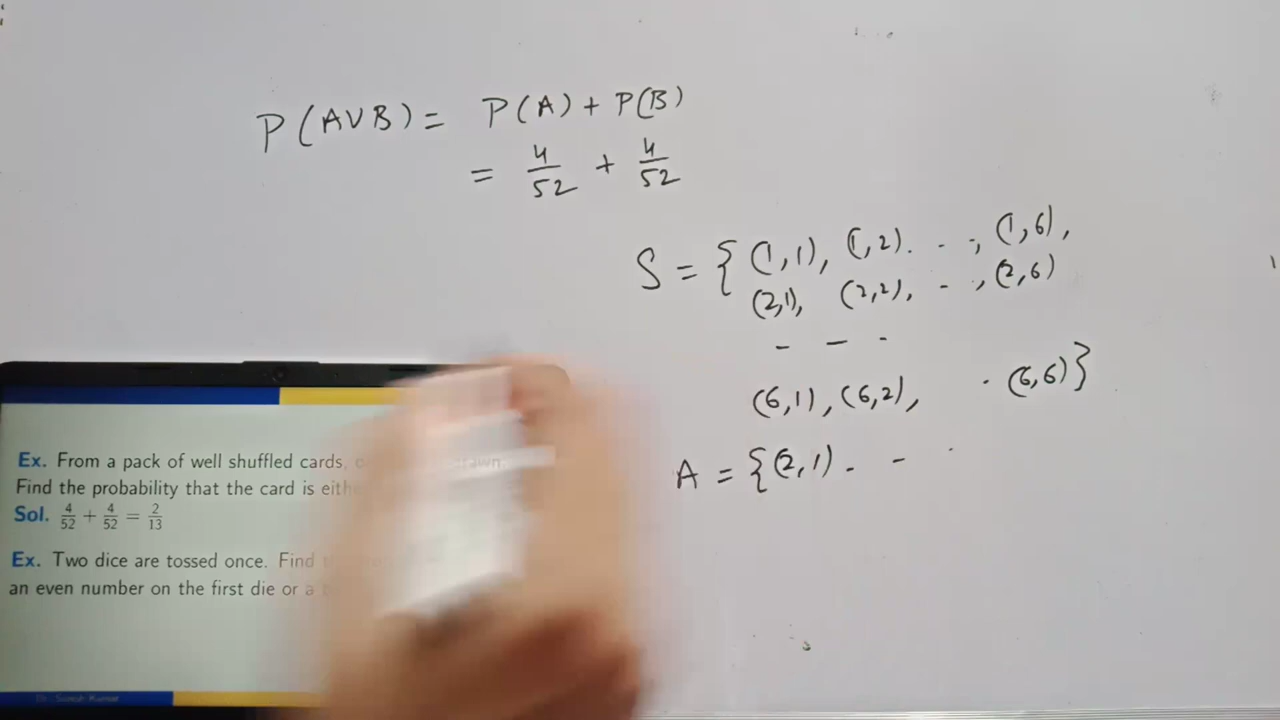 P(A∪B) = P(A) + P(B)
= 4/52 + 4/52
S = {(1,1), (1,2). - -, (1,6),
(2,1), (2,2), - -, (2,6)
- - -
(6,1), (6,2), . (6,6)}
A = {(2,1). - -
Ex. From a pack of well shuffled cards,
Find the probability that the card is
Sol. 4/52 + 4/52 = 2/13
Ex. Two dice are tossed once. Find
an even number on the first die or a
Dr. Suresh Kumar